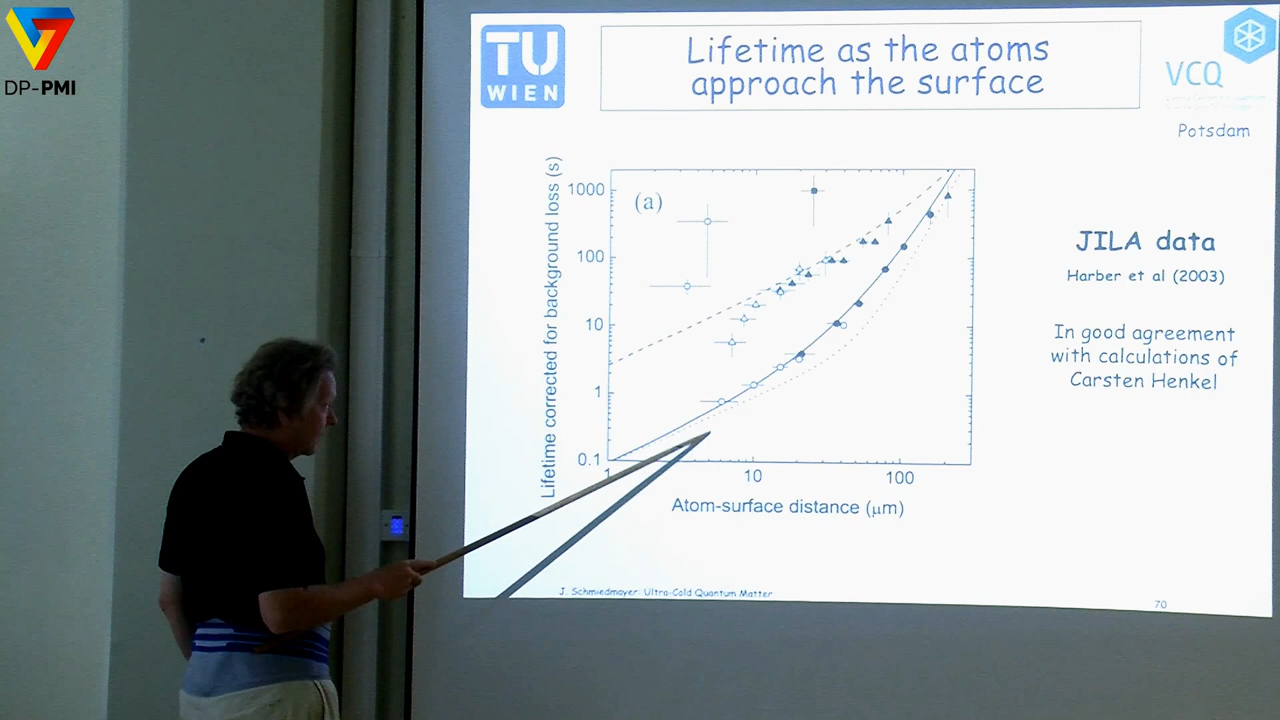 DP-PMI
TU
WIEN
Lifetime as the atoms
approach the surface
VCQ
Potsdam
Lifetime corrected for background loss (s)
(a)
1000
100
10
1
0.1
1
10
100
Atom-surface distance (μm)
JILA data
Harber et al (2003)
In good agreement
with calculations of
Carsten Henkel
J. Schmiedmayer: Ultra-Cold Quantum Matter
70